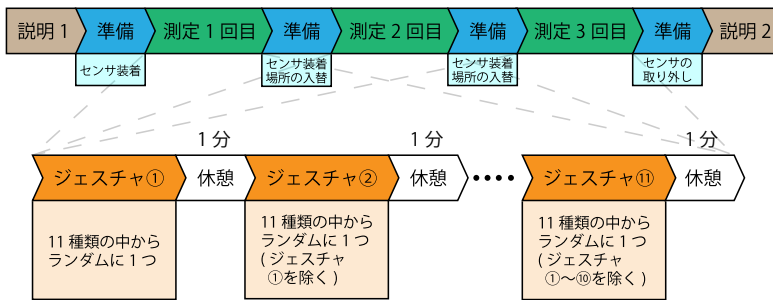 説明 1
準備
測定 1 回目
準備
測定 2 回目
準備
測定 3 回目
準備
説明 2
センサ装着
センサ装着
場所の入替
センサ装着
場所の入替
センサの
取り外し
1 分
1 分
1 分
ジェスチャ①
休憩
ジェスチャ②
休憩
••••
ジェスチャ⑪
休憩
11 種類の中から
ランダムに 1 つ
11 種類の中から
ランダムに 1 つ
( ジェスチャ
①を除く )
11 種類の中から
ランダムに 1 つ
( ジェスチャ
①〜⑩を除く )